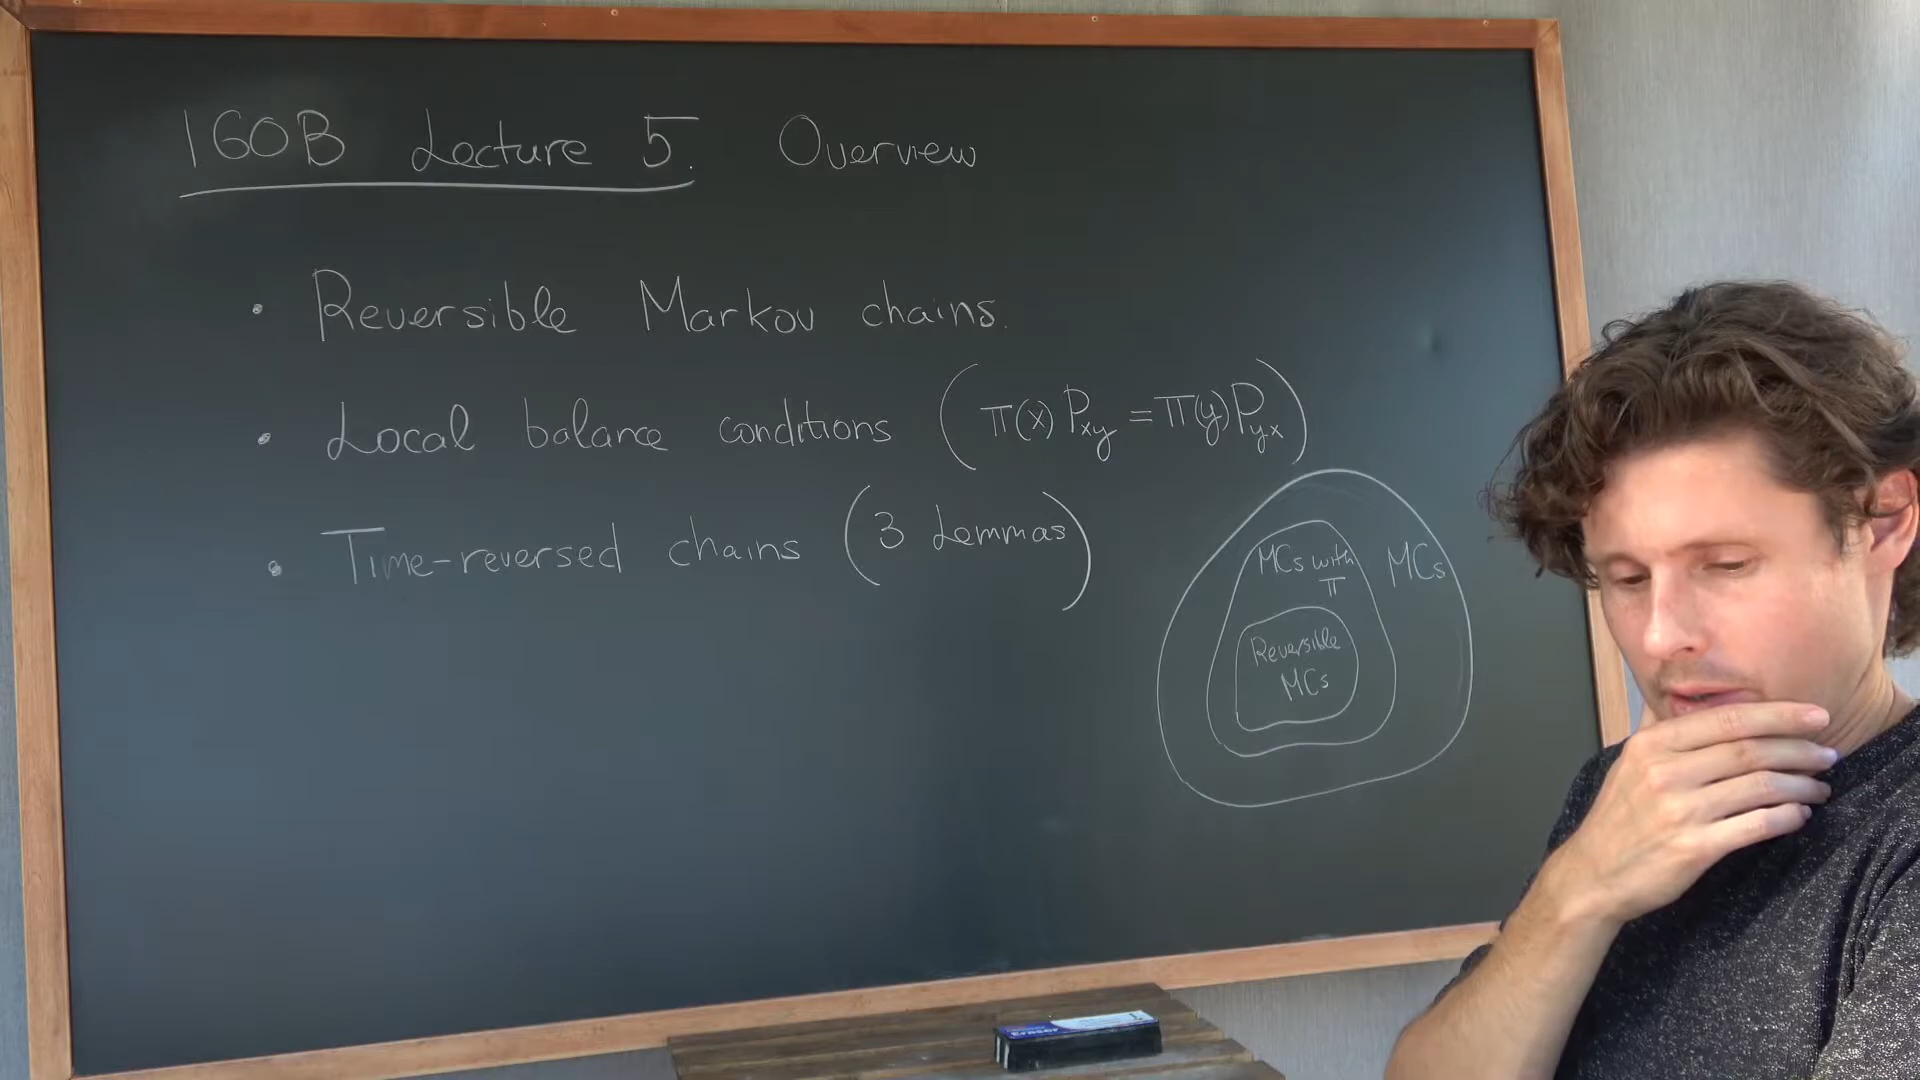 160B Lecture 5. Overview
• Reversible Markov chains.
• Local balance conditions (π(x)Pxy = π(y)Pyx)
• Time-reversed chains (3 Lemmas)
MCs with
π
MCs
Reversible
MCs
Eraser